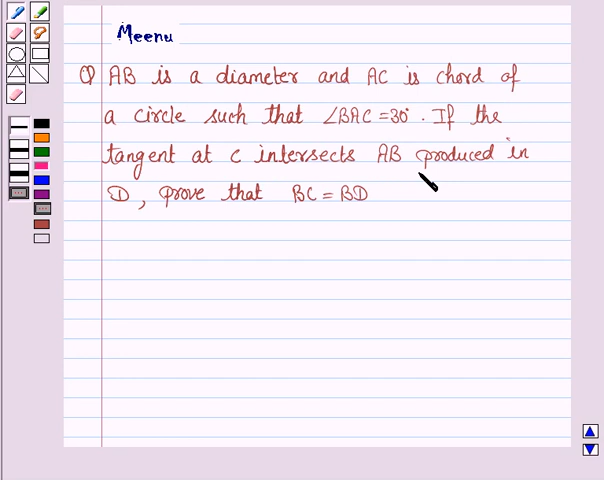 Meenu
Q AB is a diameter and AC is chord of
a circle such that ∠BAC = 30°. If the
tangent at c intersects AB produced in
D, prove that BC = BD